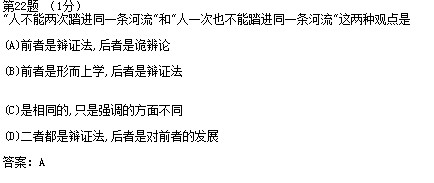 第22题 （1分）
“人不能两次踏进同一条河流”和“人一次也不能踏进同一条河流”这两种观点是
(A)前者是辩证法,后者是诡辩论
(B)前者是形而上学,后者是辩证法
(C)是相同的,只是强调的方面不同
(D)二者都是辩证法,后者是对前者的发展
答案: A